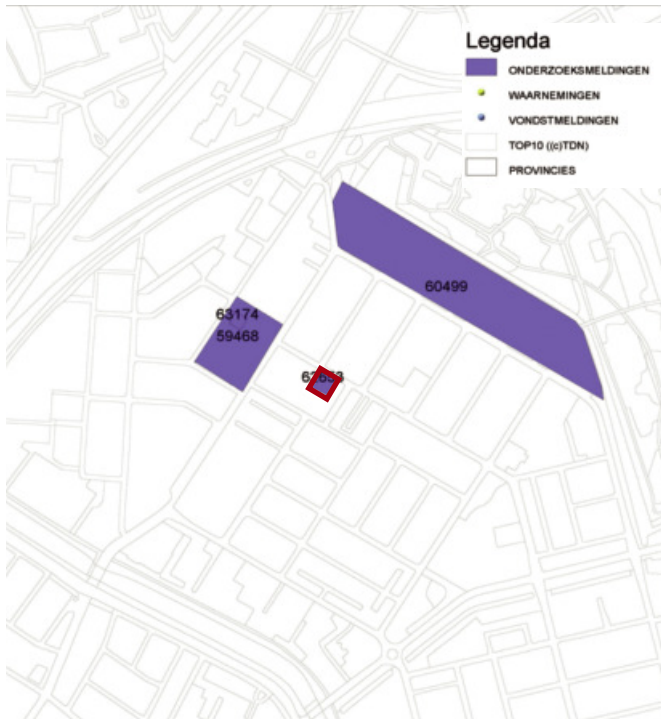 Legenda
ONDERZOEKSMELDINGEN
WAARNEMINGEN
VONDSTMELDINGEN
TOP10 ((c)TDN)
PROVINCIES
60499
63174
59468